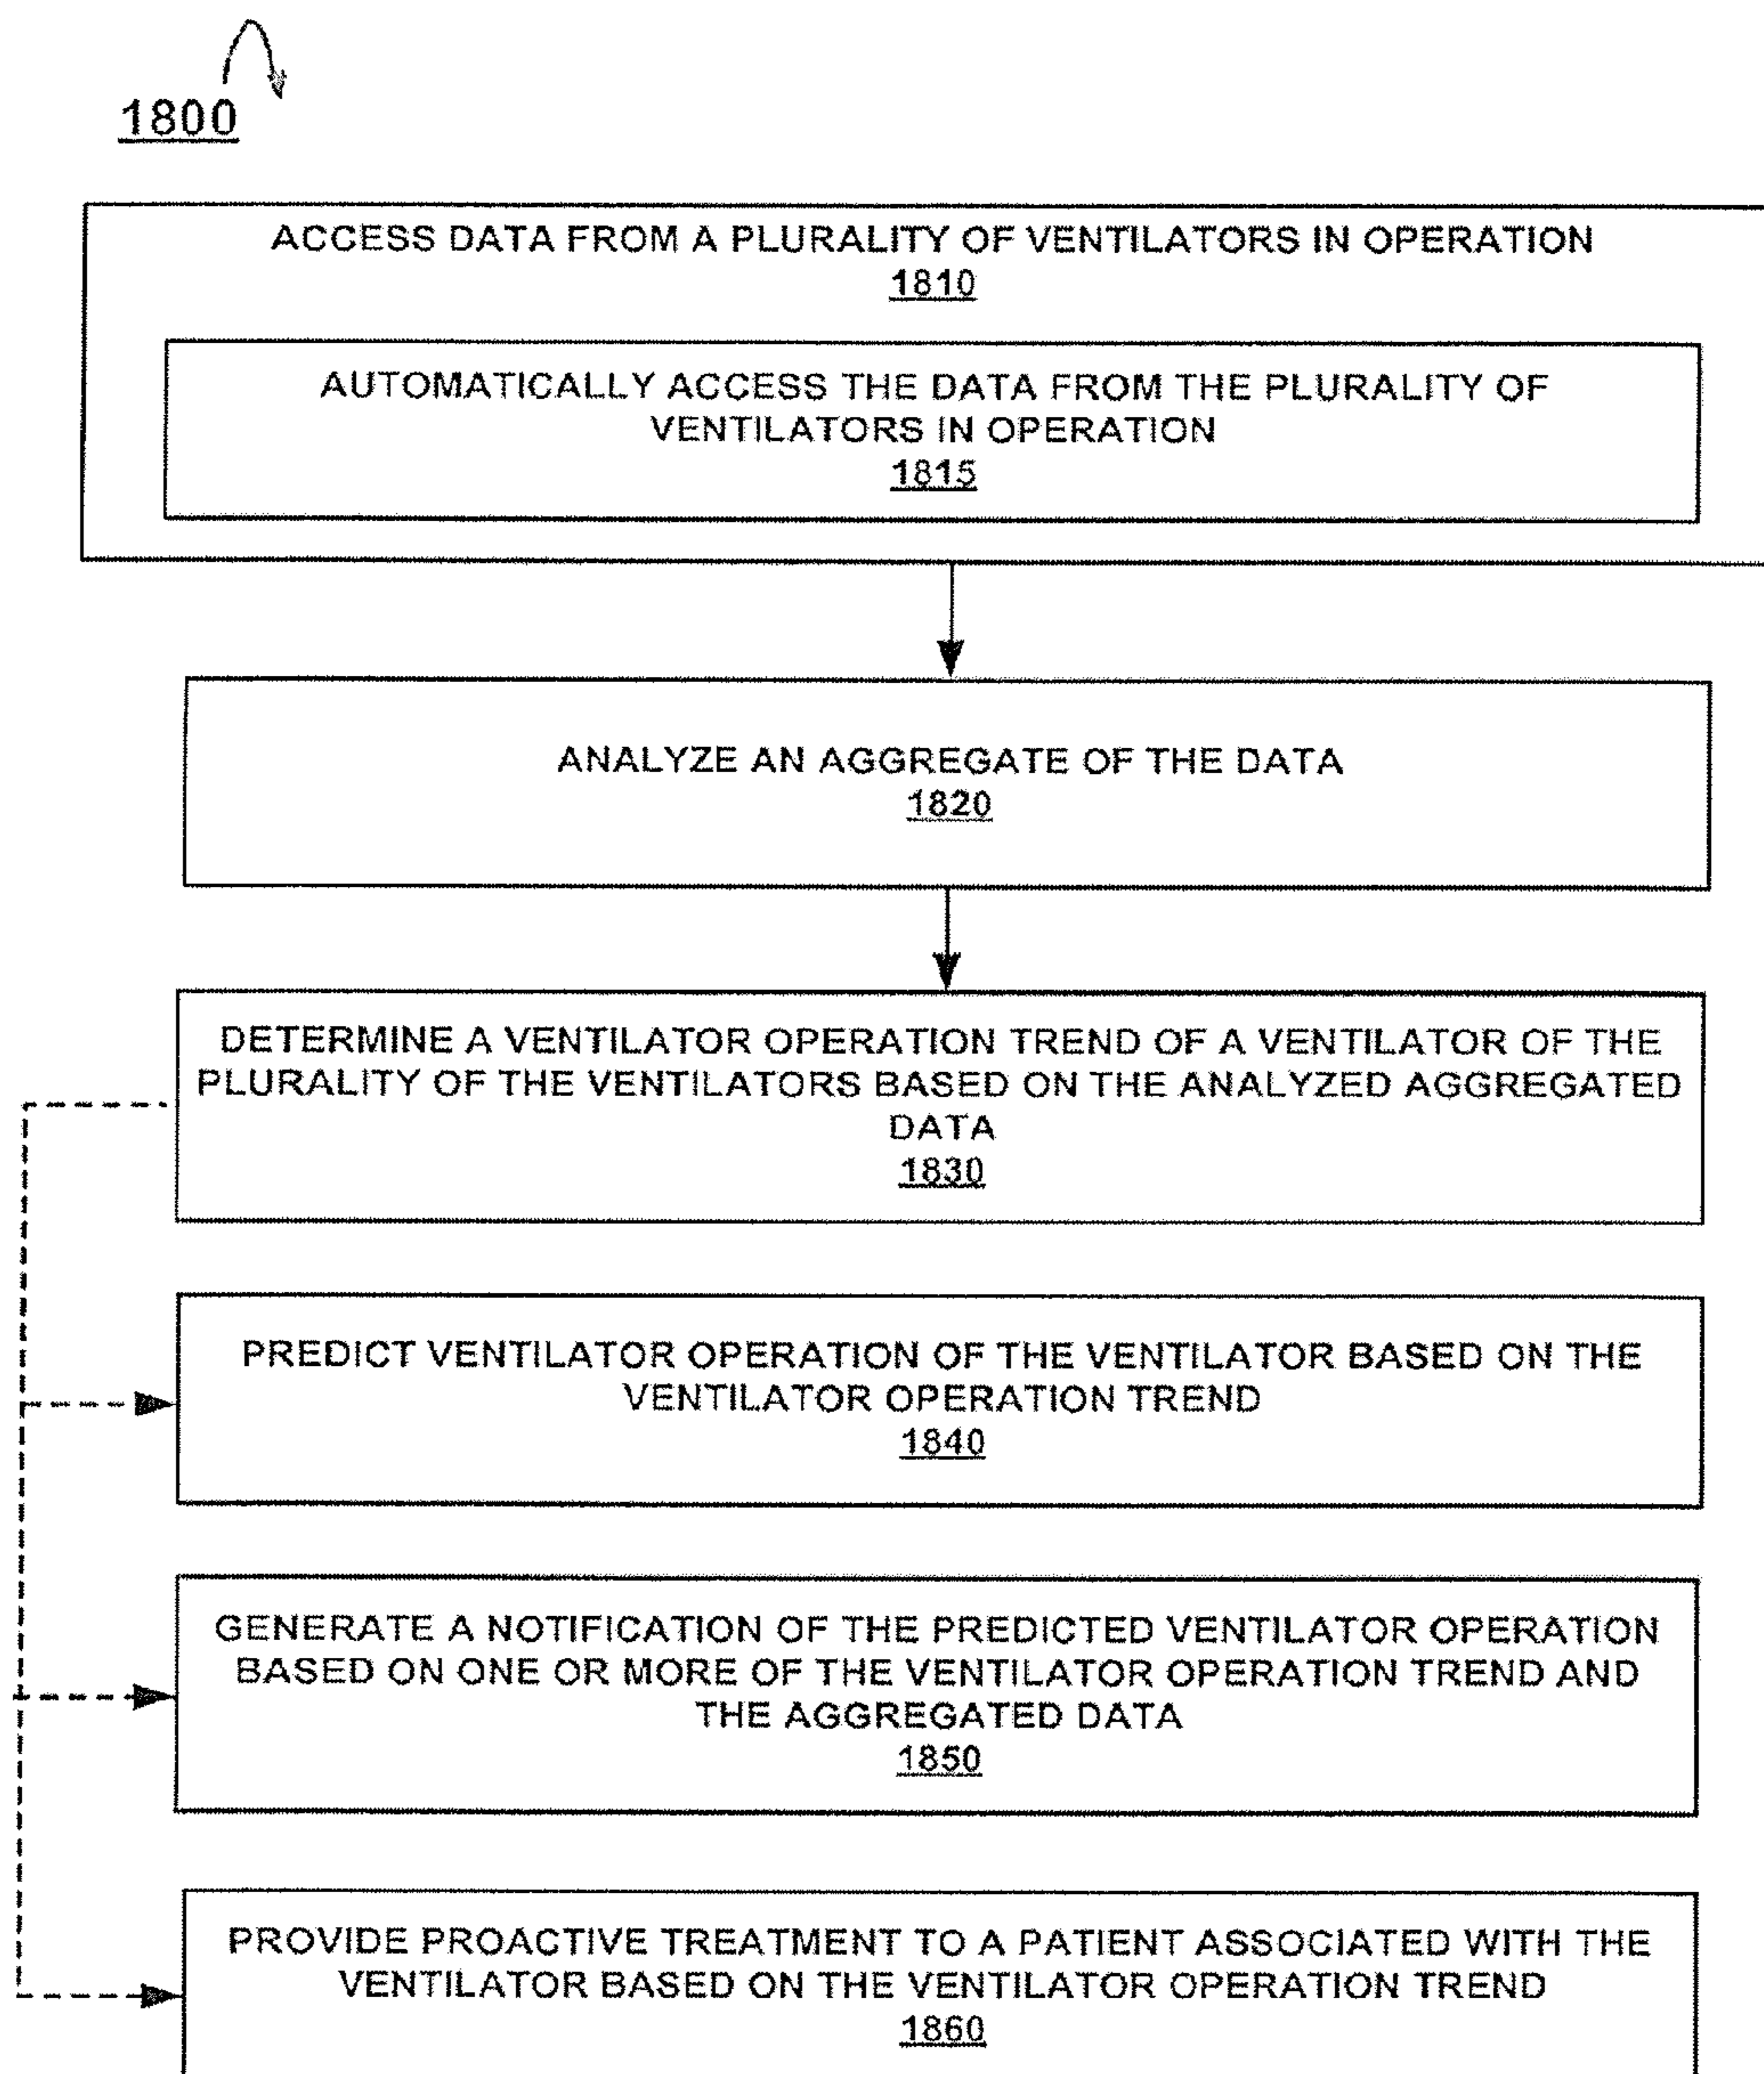 1800
ACCESS DATA FROM A PLURALITY OF VENTILATORS IN OPERATION
1810
AUTOMATICALLY ACCESS THE DATA FROM THE PLURALITY OF
VENTILATORS IN OPERATION
1815
ANALYZE AN AGGREGATE OF THE DATA
1820
DETERMINE A VENTILATOR OPERATION TREND OF A VENTILATOR OF THE
PLURALITY OF THE VENTILATORS BASED ON THE ANALYZED AGGREGATED
DATA
1830
PREDICT VENTILATOR OPERATION OF THE VENTILATOR BASED ON THE
VENTILATOR OPERATION TREND
1840
GENERATE A NOTIFICATION OF THE PREDICTED VENTILATOR OPERATION
BASED ON ONE OR MORE OF THE VENTILATOR OPERATION TREND AND
THE AGGREGATED DATA
1850
PROVIDE PROACTIVE TREATMENT TO A PATIENT ASSOCIATED WITH THE
VENTILATOR BASED ON THE VENTILATOR OPERATION TREND
1860